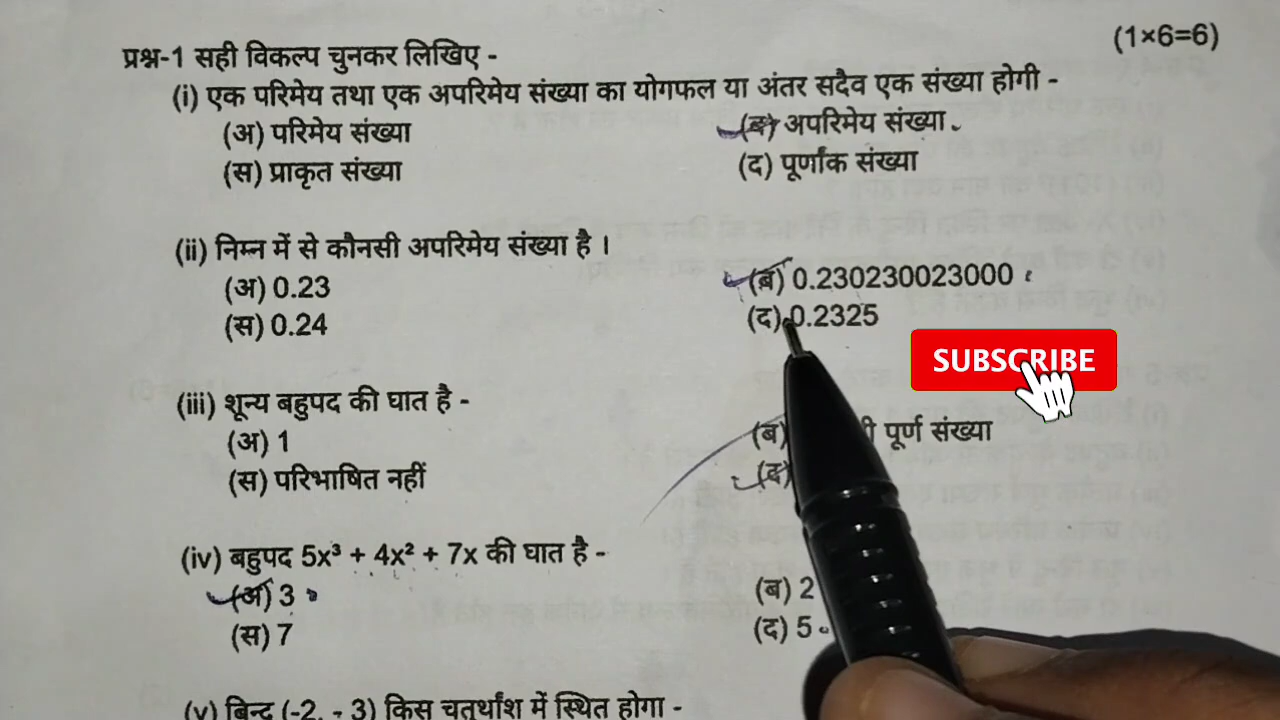 (1×6=6)
प्रश्न-1 सही विकल्प चुनकर लिखिए -
(i) एक परिमेय तथा एक अपरिमेय संख्या का योगफल या अंतर सदैव एक संख्या होगी -
(अ) परिमेय संख्या
(ब) अपरिमेय संख्या
(स) प्राकृत संख्या
(द) पूर्णांक संख्या
(ii) निम्न में से कौनसी अपरिमेय संख्या है ।
(अ) 0.23
(ब) 0.230230023000
(स) 0.24
(द) 0.2325
SUBSCRIBE
(iii) शून्य बहुपद की घात है -
(अ) 1
(ब) पूर्ण संख्या
(स) परिभाषित नहीं
(द)
(iv) बहुपद 5x³ + 4x² + 7x की घात है -
(अ) 3
(ब) 2
(स) 7
(द) 5
(v) बिन्दु (-2, - 3) किस चतुर्थांश में स्थित होगा -